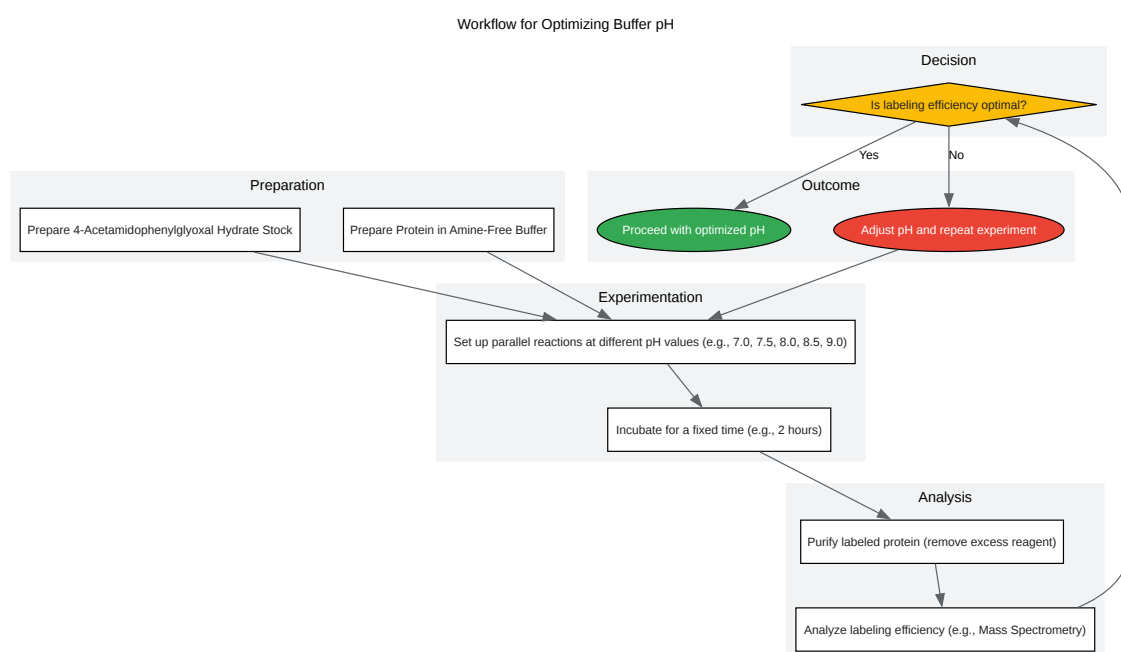 Workflow for Optimizing Buffer pH
Decision
Is labeling efficiency optimal?
Yes
No
Preparation
Prepare 4-Acetamidophenylglyoxal Hydrate Stock
Prepare Protein in Amine-Free Buffer
Outcome
Proceed with optimized pH
Adjust pH and repeat experiment
Experimentation
Set up parallel reactions at different pH values (e.g., 7.0, 7.5, 8.0, 8.5, 9.0)
Incubate for a fixed time (e.g., 2 hours)
Analysis
Purify labeled protein (remove excess reagent)
Analyze labeling efficiency (e.g., Mass Spectrometry)